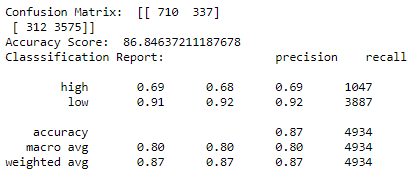 Confusion Matrix:  [[ 710  337]
 [ 312 3575]]
Accuracy Score:  86.84637211187678
Classsification Report:               precision    recall
high       0.69      0.68      0.69      1047
low       0.91      0.92      0.92      3887
accuracy                           0.87      4934
macro avg       0.80      0.80      0.80      4934
weighted avg       0.87      0.87      0.87      4934